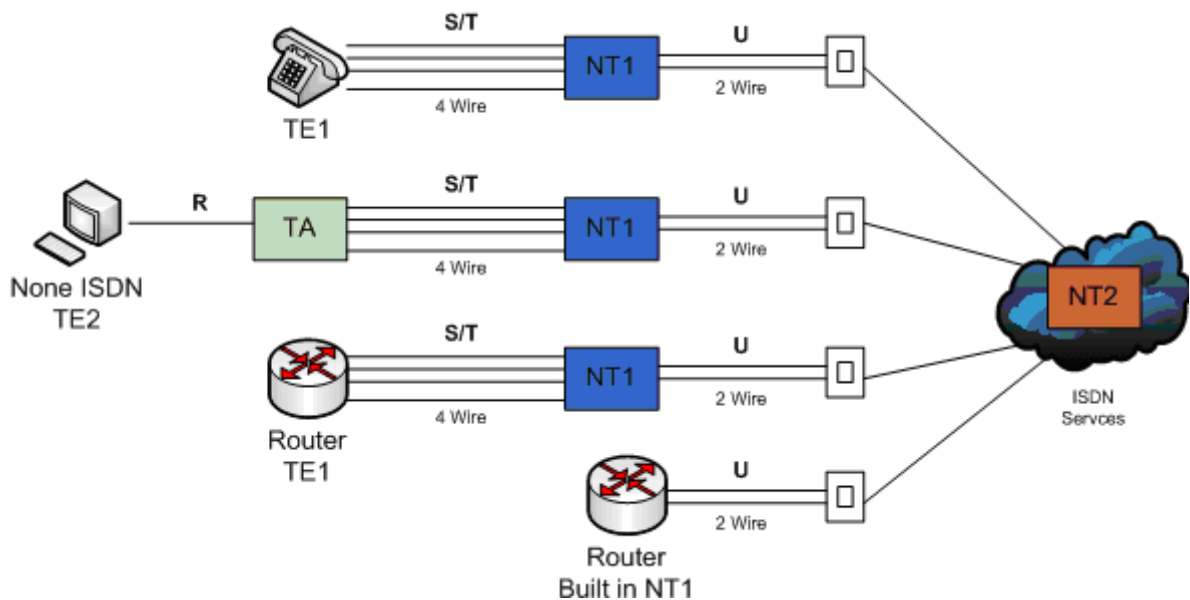 S/T
U
NT1
4 Wire
2 Wire
TE1
S/T
U
R
TA
NT1
4 Wire
2 Wire
None ISDN
TE2
NT2
S/T
U
NT1
4 Wire
2 Wire
ISDN
Servces
Router
TE1
U
2 Wire
Router
Built in NT1